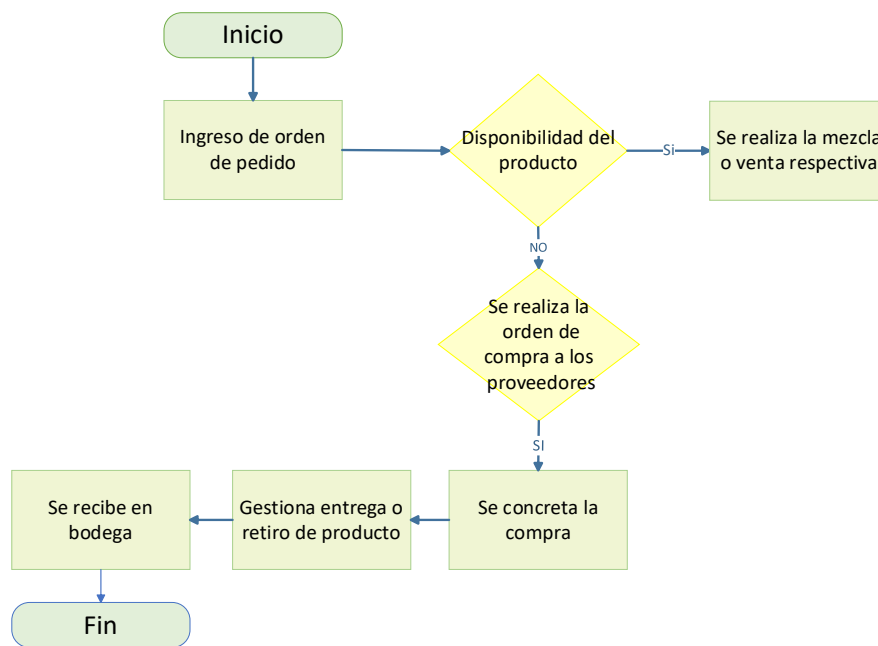 Inicio
Ingreso de orden
de pedido
Disponibilidad del
producto
Si
Se realiza la mezcla
o venta respectiva
NO
Se realiza la
orden de
compra a los
proveedores
SI
Se concreta la
compra
Gestiona entrega o
retiro de producto
Se recibe en
bodega
Fin